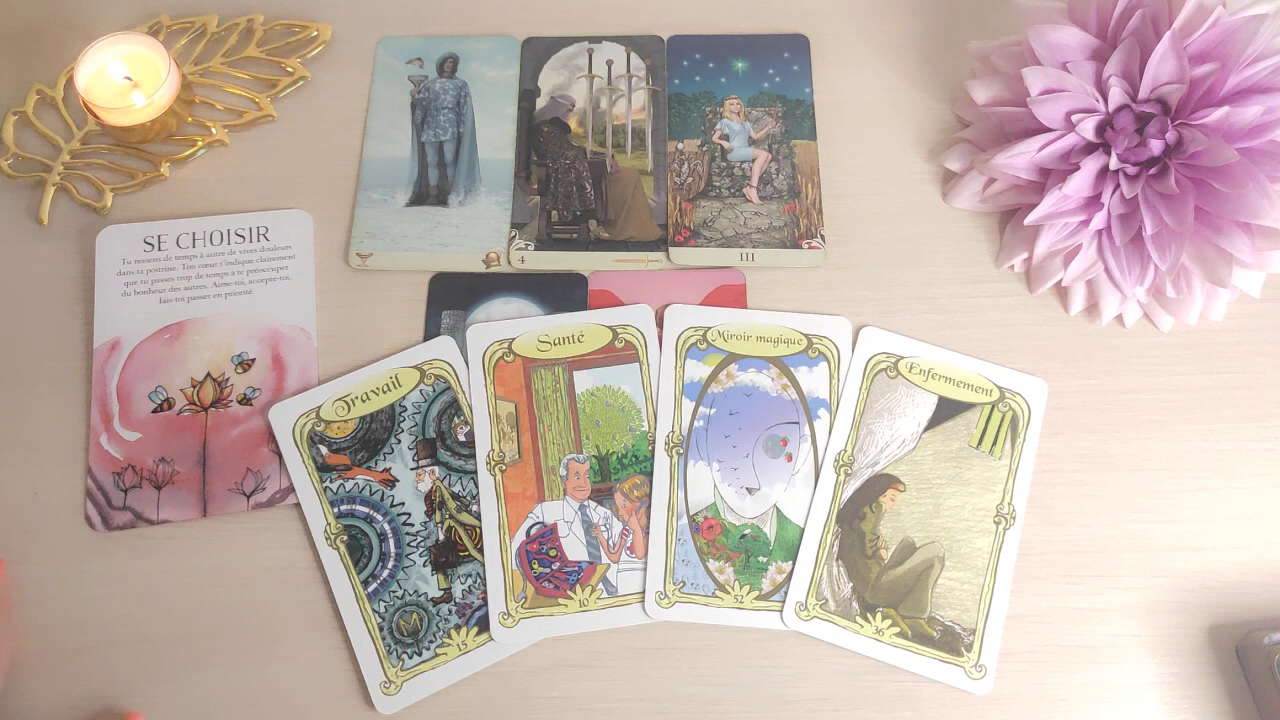 4
III
SE CHOISIR
Tu ressens de temps à autre de vives douleurs
dans ta poitrine. Ton cœur t'indique clairement
que tu passes trop de temps à te préoccuper
du bonheur des autres. Aime-toi, accepte-toi,
fais-toi passer en priorité.
Travail
M
15
Santé
10
Miroir magique
52
Enfermement
36